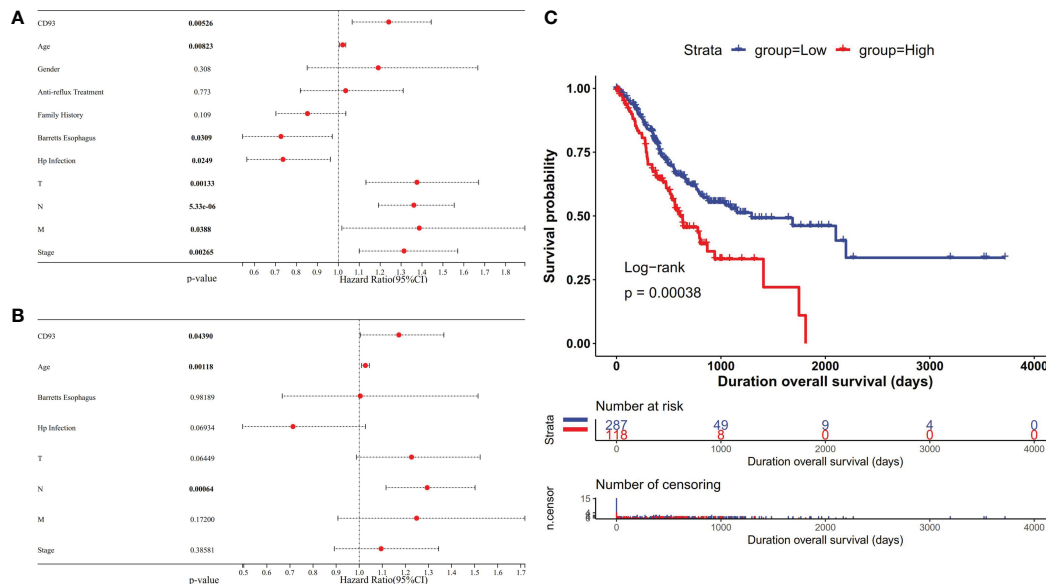 A
CD93 0.00526
Age 0.00823
Gender 0.308
Anti-reflux Treatment 0.773
Family History 0.109
Barretts Esophagus 0.0309
Hp Infection 0.0249
T 0.00133
N 5.33e-06
M 0.0388
Stage 0.00265
0.6 0.7 0.8 0.9 1.0 1.1 1.2 1.3 1.4 1.5 1.6 1.7 1.8
p-value Hazard Ratio(95%CI)
B
CD93 0.04390
Age 0.00118
Barretts Esophagus 0.98189
Hp Infection 0.06934
T 0.06449
N 0.00064
M 0.17200
Stage 0.38581
0.5 0.6 0.7 0.8 0.9 1.0 1.1 1.2 1.3 1.4 1.5 1.6 1.7
p-value Hazard Ratio(95%CI)
C
Strata group=Low group=High
Survival probability
1.00
0.75
0.50
0.25
0.00
Log-rank
p = 0.00038
0 1000 2000 3000 4000
Duration overall survival (days)
Number at risk
Strata
287 49 9 4 0
118 8 0 0 0
0 1000 2000 3000 4000
Duration overall survival (days)
Number of censoring
n.censor
15
0 1000 2000 3000 4000
Duration overall survival (days)